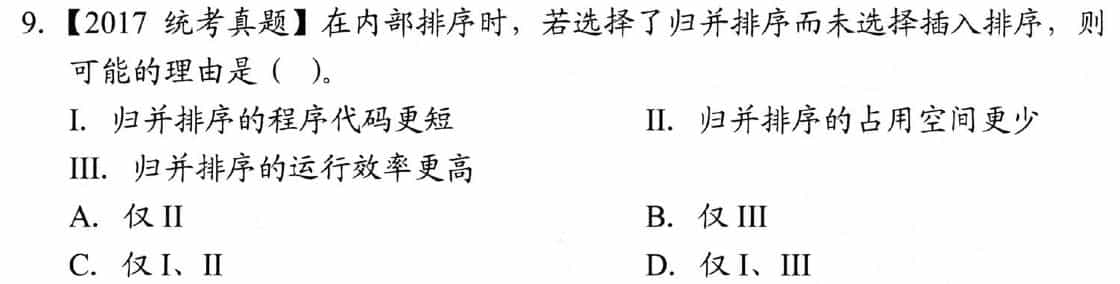 9. 【2017 统考真题】在内部排序时，若选择了归并排序而未选择插入排序，则
可能的理由是（ ）。
I. 归并排序的程序代码更短 II. 归并排序的占用空间更少
III. 归并排序的运行效率更高
A. 仅 II B. 仅 III
C. 仅 I、II D. 仅 I、III